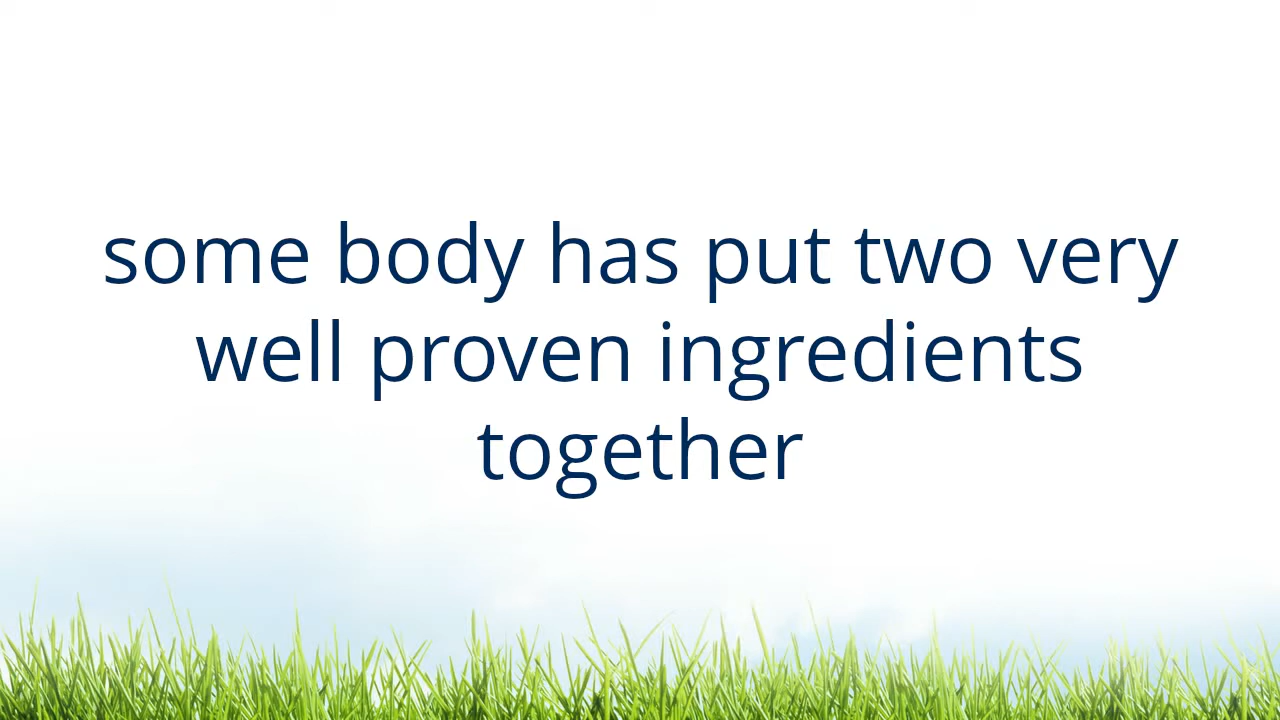 some body has put two very
well proven ingredients
together